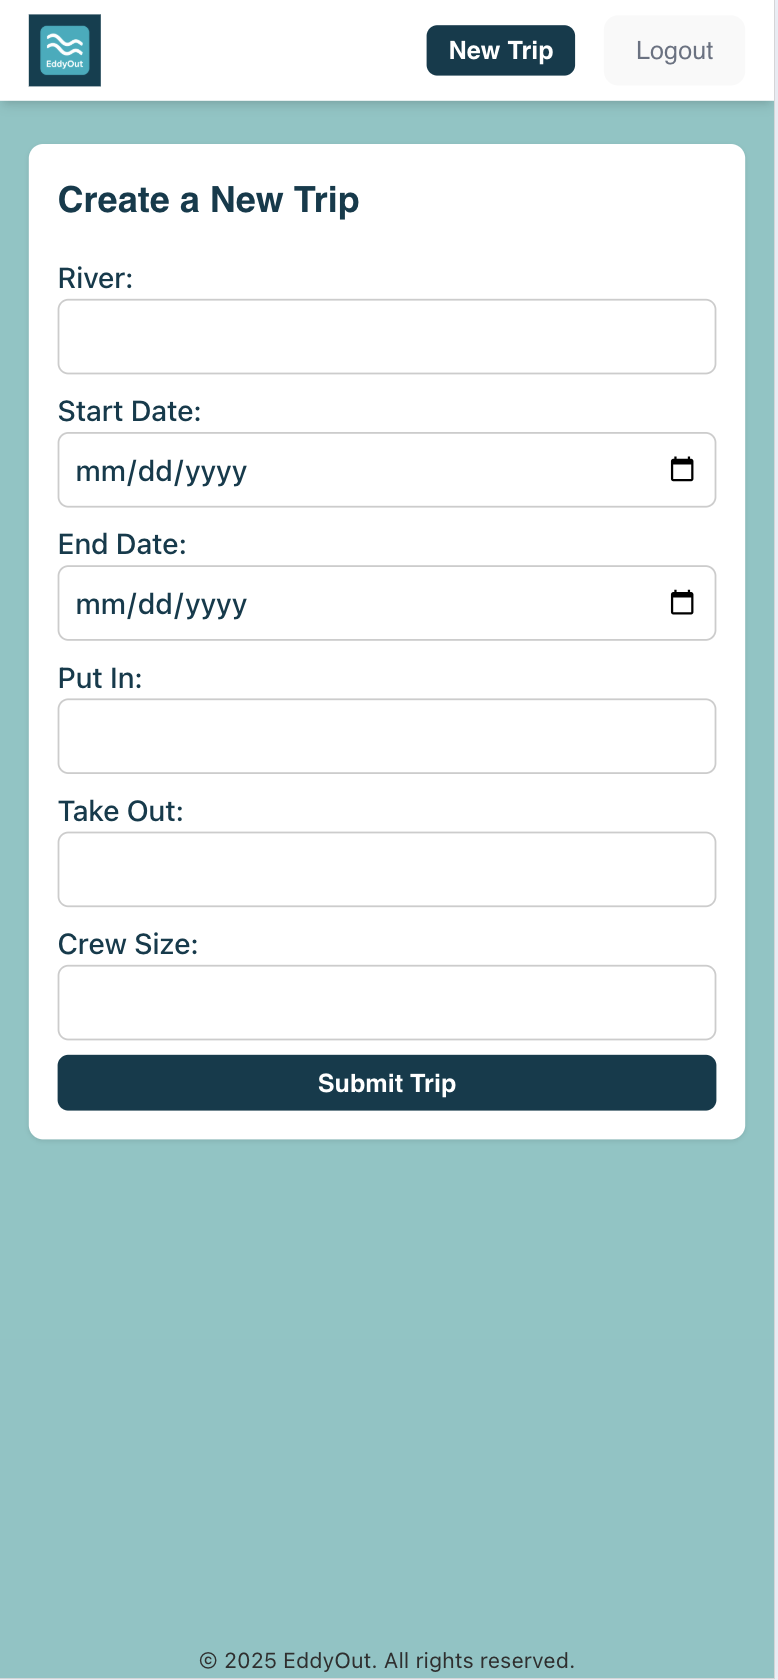 EddyOut
New Trip
Logout
Create a New Trip
River:
Start Date:
mm/dd/yyyy
End Date:
mm/dd/yyyy
Put In:
Take Out:
Crew Size:
Submit Trip
© 2025 EddyOut. All rights reserved.